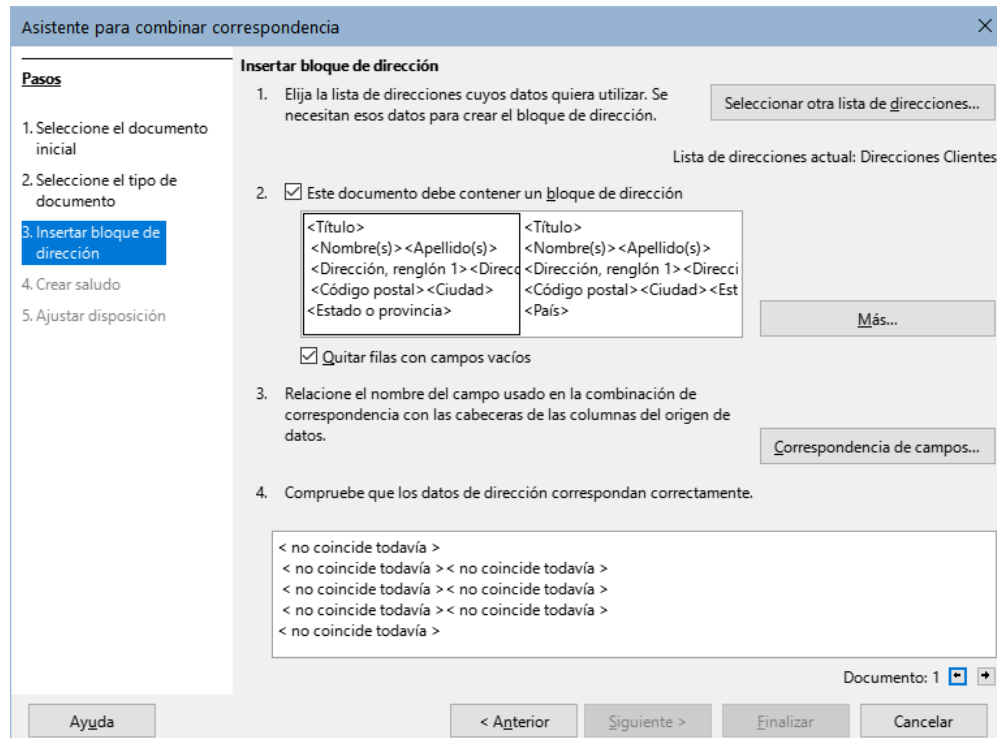 Asistente para combinar correspondencia
Pasos
1. Seleccione el documento
inicial
2. Seleccione el tipo de
documento
3. Insertar bloque de
dirección
4. Crear saludo
5. Ajustar disposición
Insertar bloque de dirección
1. Elija la lista de direcciones cuyos datos quiera utilizar. Se
necesitan esos datos para crear el bloque de dirección.
Seleccionar otra lista de direcciones...
Lista de direcciones actual: Direcciones Clientes
2. Este documento debe contener un bloque de dirección
<Título>
<Nombre(s)><Apellido(s)>
<Dirección, renglón 1><Direcc
<Código postal><Ciudad>
<Estado o provincia>
<Título>
<Nombre(s)><Apellido(s)>
<Dirección, renglón 1><Direcci
<Código postal><Ciudad><Est
<País>
Más...
Quitar filas con campos vacíos
3. Relacione el nombre del campo usado en la combinación de
correspondencia con las cabeceras de las columnas del origen de
datos.
Correspondencia de campos...
4. Compruebe que los datos de dirección correspondan correctamente.
< no coincide todavía >
< no coincide todavía >< no coincide todavía >
< no coincide todavía >< no coincide todavía >
< no coincide todavía >< no coincide todavía >
< no coincide todavía >
Documento: 1
Ayuda
< Anterior
Siguiente >
Finalizar
Cancelar